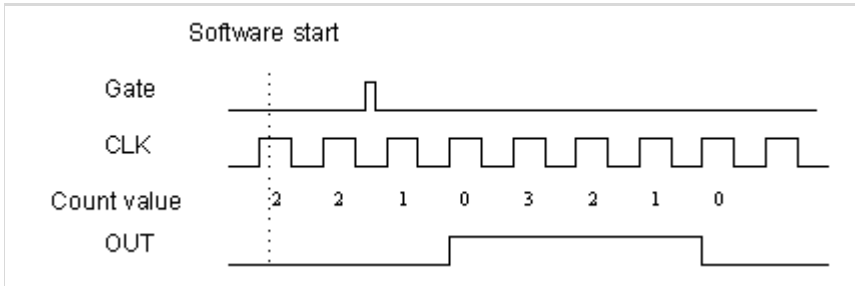 Software start
Gate
CLK
Count value 2 2 1 0 3 2 1 0
OUT